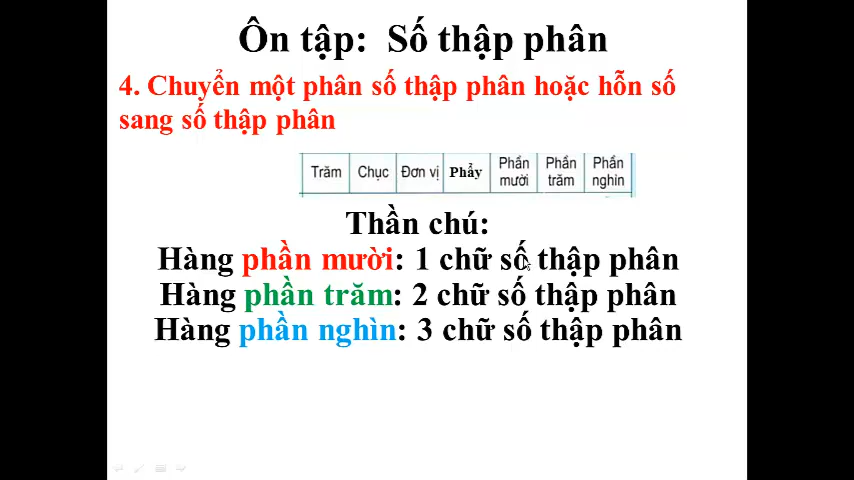 Ôn tập: Số thập phân
4. Chuyển một phân số thập phân hoặc hỗn số
sang số thập phân
Trăm Chục Đơn vị Phẩy Phần mười Phần trăm Phần nghìn
Thần chú:
Hàng phần mười: 1 chữ số thập phân
Hàng phần trăm: 2 chữ số thập phân
Hàng phần nghìn: 3 chữ số thập phân